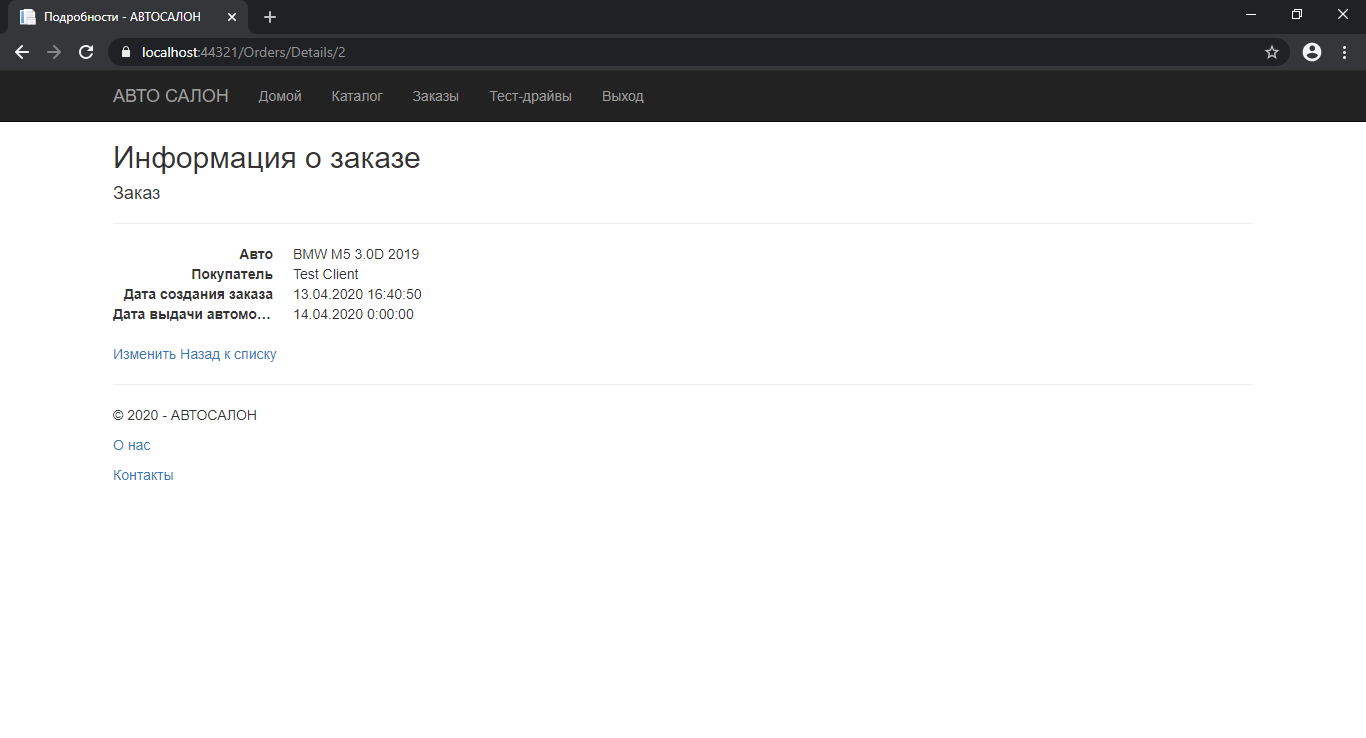 Подробности - АВТОСАЛОН
localhost:44321/Orders/Details/2
АВТО САЛОН Домой Каталог Заказы Тест-драйвы Выход
Информация о заказе
Заказ
Авто BMW M5 3.0D 2019
Покупатель Test Client
Дата создания заказа 13.04.2020 16:40:50
Дата выдачи автомо... 14.04.2020 0:00:00
Изменить Назад к списку
© 2020 - АВТОСАЛОН
О нас
Контакты